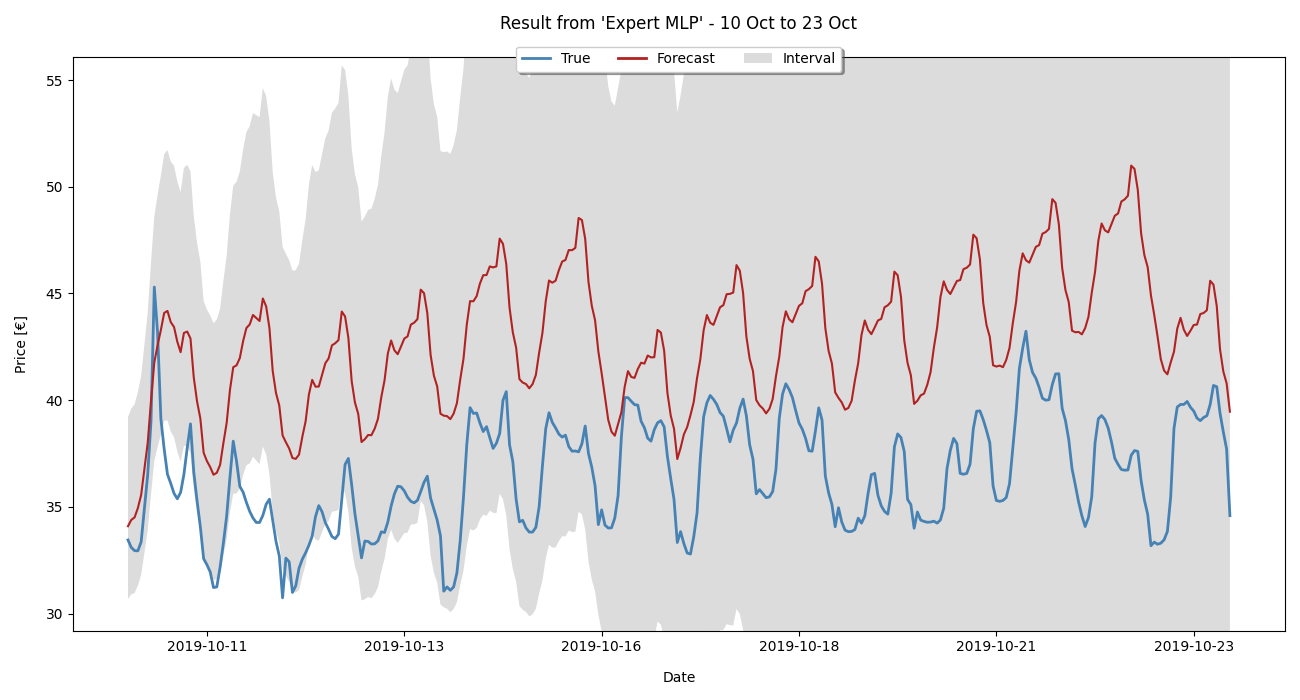 Result from 'Expert MLP' - 10 Oct to 23 Oct
True Forecast Interval
55
50
45
40
35
30
Price [€]
2019-10-11 2019-10-13 2019-10-16 2019-10-18 2019-10-21 2019-10-23
Date